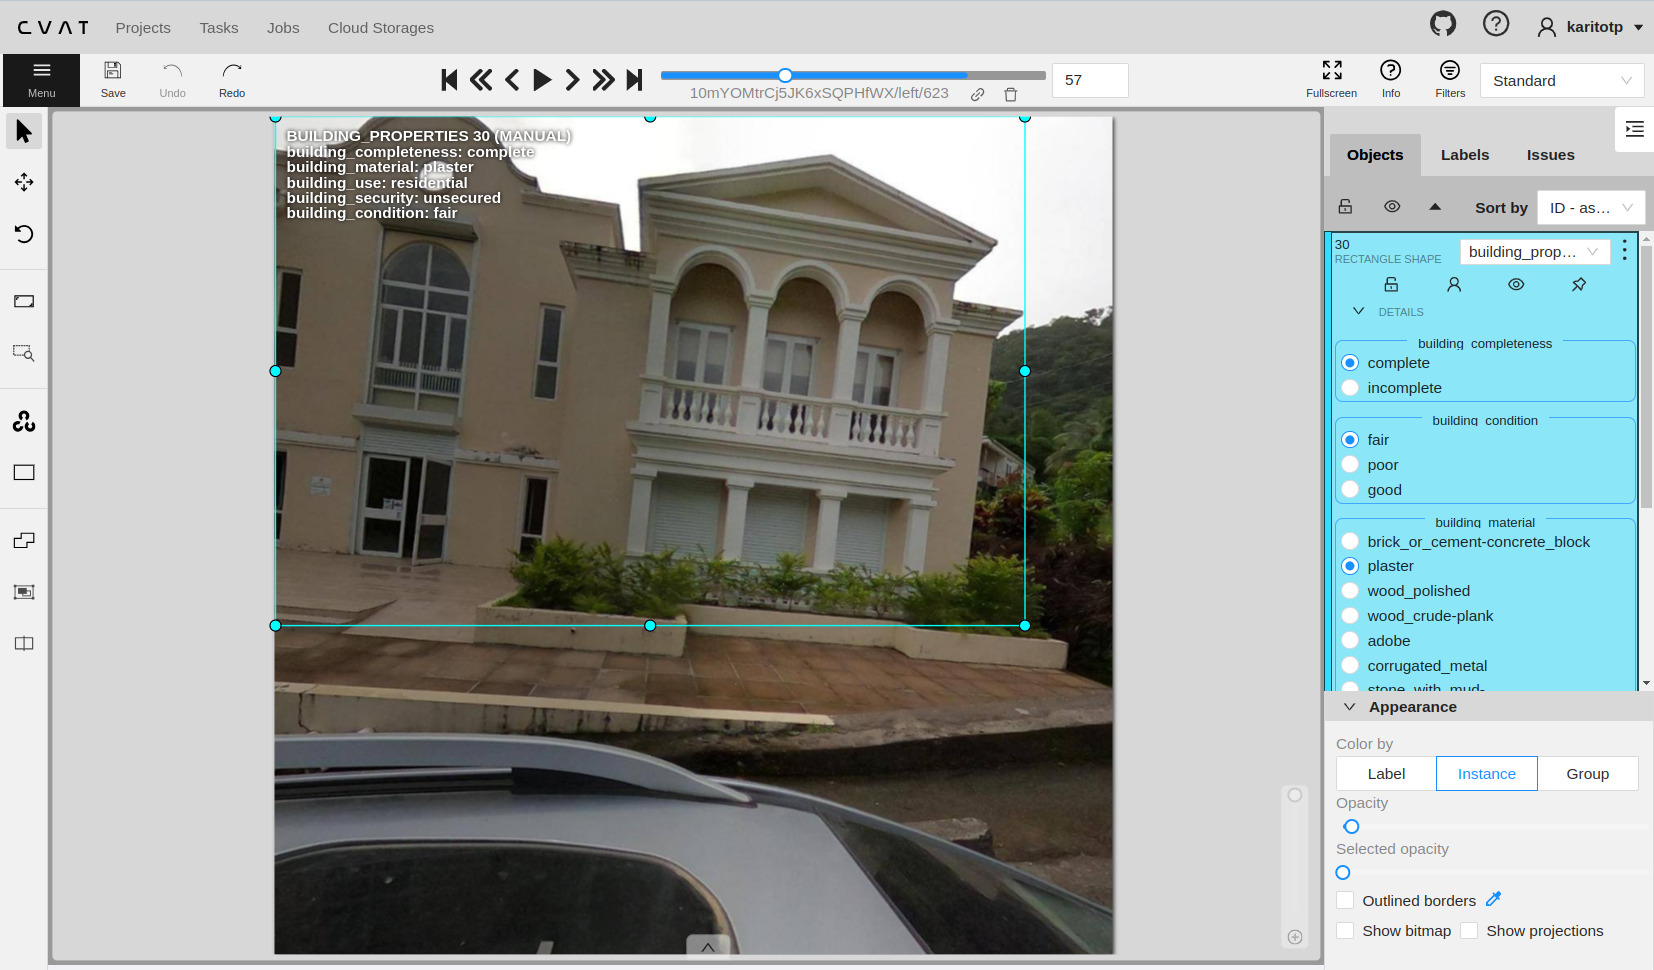 CVAT Projects Tasks Jobs Cloud Storages karitotp
Menu Save Undo Redo 10mYOMtrCj5JK6xSQPHfWX/left/623 57 Fullscreen Info Filters Standard
BUILDING_PROPERTIES 30 (MANUAL)
building_completeness: complete
building_material: plaster
building_use: residential
building_security: unsecured
building_condition: fair
Objects Labels Issues
Sort by ID - as...
30
RECTANGLE SHAPE building_prop...
DETAILS
building_completeness
complete
incomplete
building_condition
fair
poor
good
building_material
brick_or_cement-concrete_block
plaster
wood_polished
wood_crude-plank
adobe
corrugated_metal
stone_with_mud-
Appearance
Color by
Label Instance Group
Opacity
Selected opacity
Outlined borders
Show bitmap Show projections